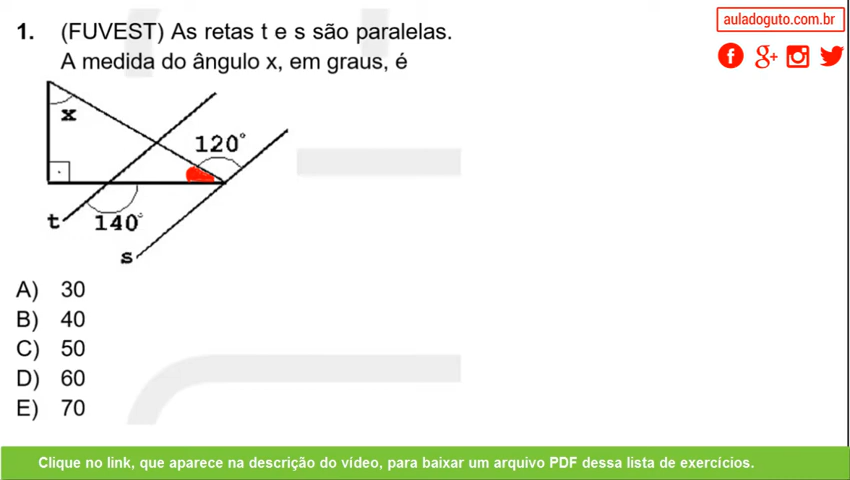 auladoguto.com.br
1. (FUVEST) As retas t e s são paralelas.
A medida do ângulo x, em graus, é
x
120°
t
140°
s
A) 30
B) 40
C) 50
D) 60
E) 70
Clique no link, que aparece na descrição do vídeo, para baixar um arquivo PDF dessa lista de exercícios.